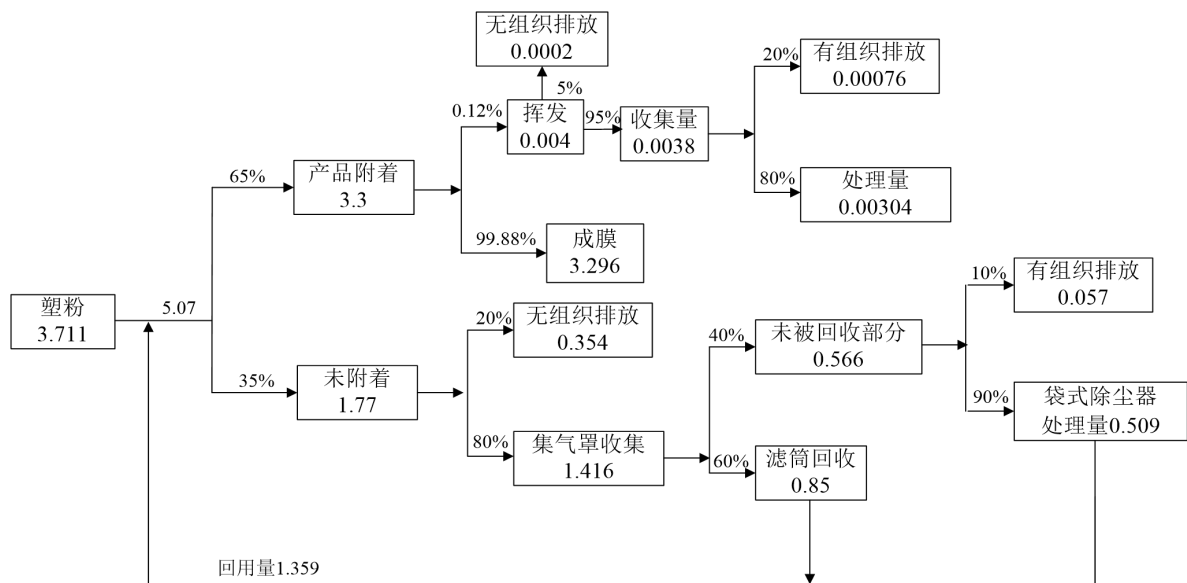 无组织排放
0.0002
有组织排放
0.00076
20%
5%
0.12%
挥发
0.004
95%
收集量
0.0038
80%
处理量
0.00304
65%
产品附着
3.3
99.88%
成膜
3.296
塑粉
3.711
5.07
10%
有组织排放
0.057
20%
无组织排放
0.354
40%
未被回收部分
0.566
35%
未附着
1.77
90%
袋式除尘器
处理量0.509
80%
集气罩收集
1.416
60%
滤筒回收
0.85
回用量1.359